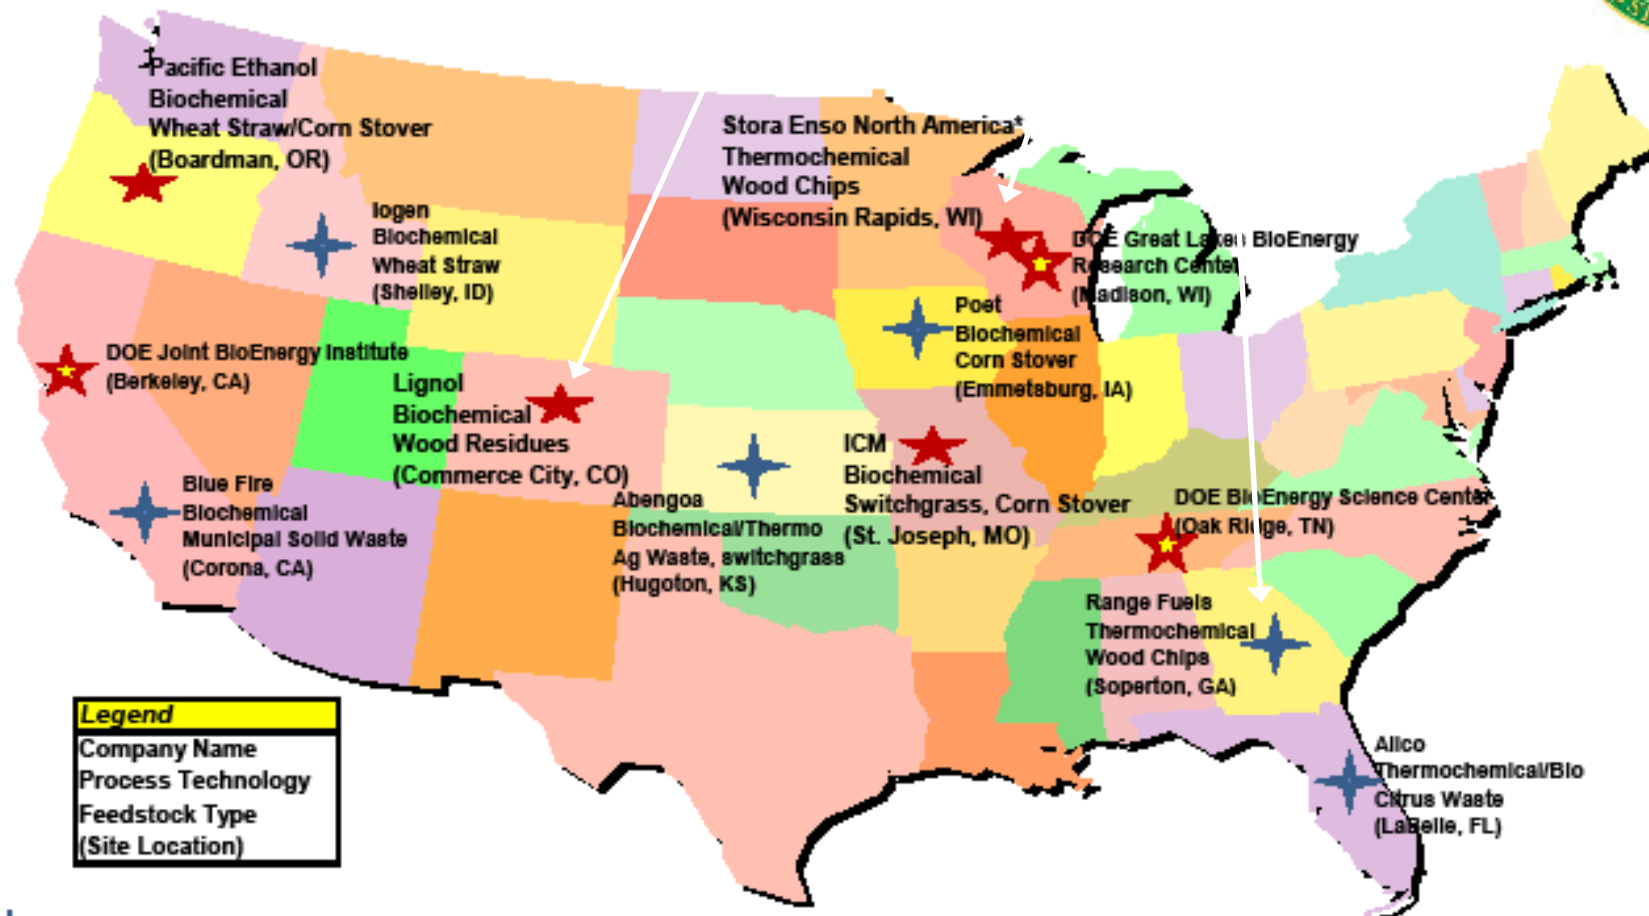 Pacific Ethanol
Biochemical
Wheat Straw/Corn Stover
(Boardman, OR)
Iogen
Biochemical
Wheat Straw
(Shelley, ID)
Stora Enso North America*
Thermochemical
Wood Chips
(Wisconsin Rapids, WI)
DOE Great Lakes BioEnergy
Research Center
(Madison, WI)
Poet
Biochemical
Corn Stover
(Emmetsburg, IA)
DOE Joint BioEnergy Institute
(Berkeley, CA)
Lignol
Biochemical
Wood Residues
(Commerce City, CO)
ICM
Biochemical
Switchgrass, Corn Stover
(St. Joseph, MO)
Blue Fire
Biochemical
Municipal Solid Waste
(Corona, CA)
Abengoa
Biochemical/Thermo
Ag Waste, switchgrass
(Hugoton, KS)
DOE BioEnergy Science Center
(Oak Ridge, TN)
Range Fuels
Thermochemical
Wood Chips
(Soperton, GA)
Alico
Thermochemical/Bio
Citrus Waste
(LaBelle, FL)
Legend
Company Name
Process Technology
Feedstock Type
(Site Location)